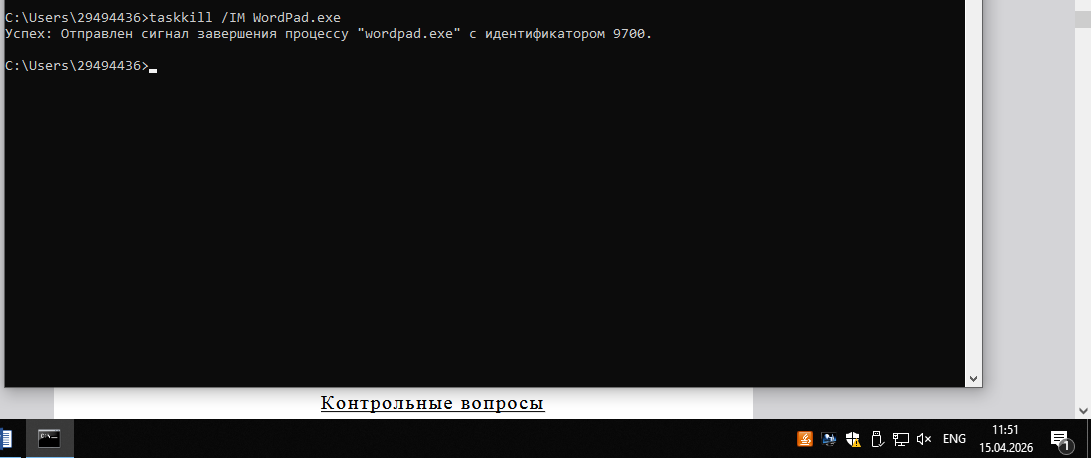 C:\Users\29494436>taskkill /IM WordPad.exe
Успех: Отправлен сигнал завершения процессу "wordpad.exe" с идентификатором 9700.
C:\Users\29494436>
Контрольные вопросы
ENG
11:51
15.04.2026
1